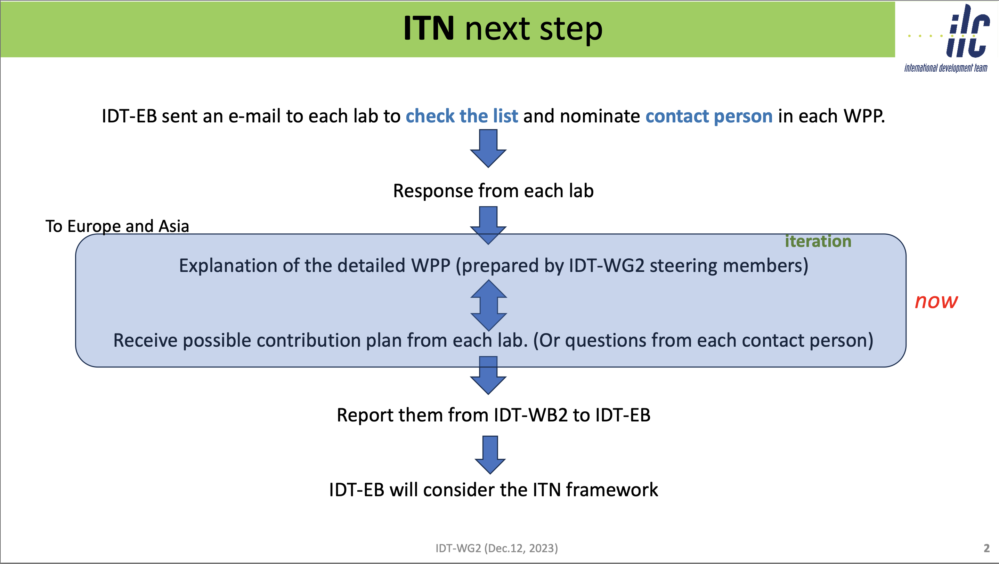 ITN next step
ilc
international development team
IDT-EB sent an e-mail to each lab to check the list and nominate contact person in each WPP.
Response from each lab
To Europe and Asia
iteration
Explanation of the detailed WPP (prepared by IDT-WG2 steering members)
now
Receive possible contribution plan from each lab. (Or questions from each contact person)
Report them from IDT-WB2 to IDT-EB
IDT-EB will consider the ITN framework
IDT-WG2 (Dec.12, 2023)
2